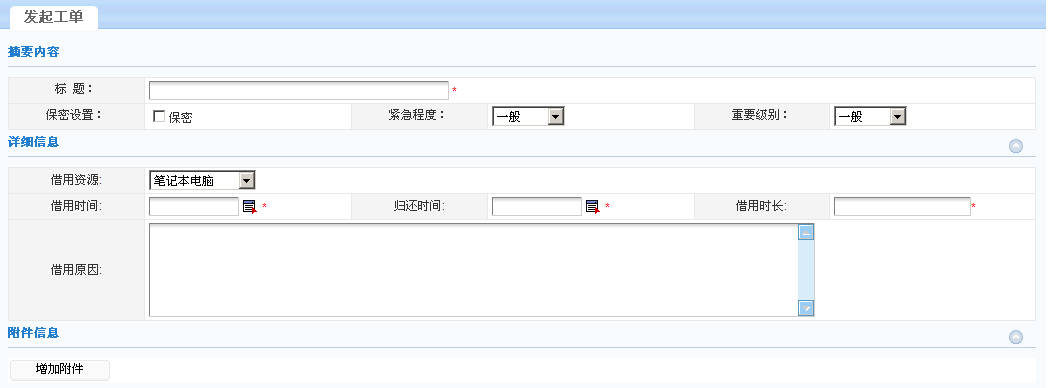 发起工单
摘要内容
标 题： *
保密设置： 保密 紧急程度： 一般 重要级别： 一般
详细信息
借用资源: 笔记本电脑
借用时间: * 归还时间: * 借用时长: *
借用原因:
附件信息
增加附件